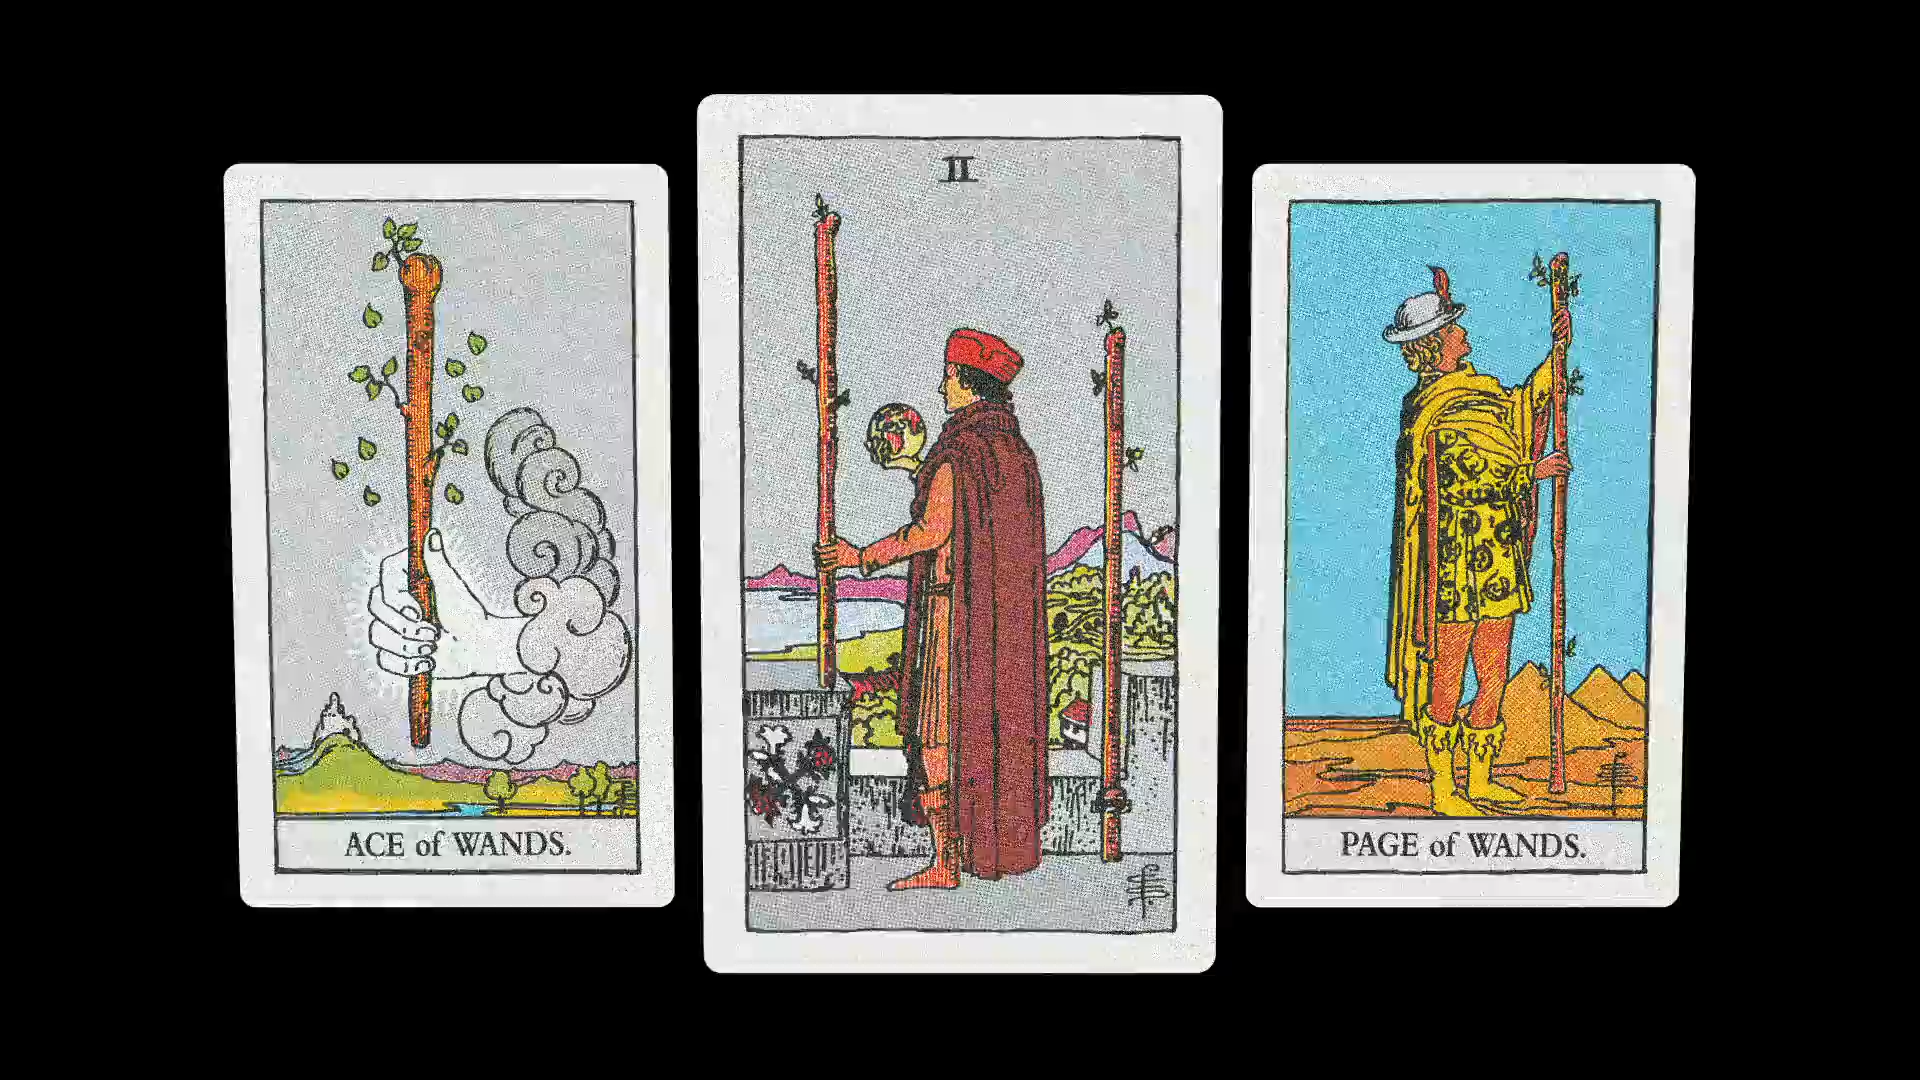 ACE of WANDS.
II
PAGE of WANDS.